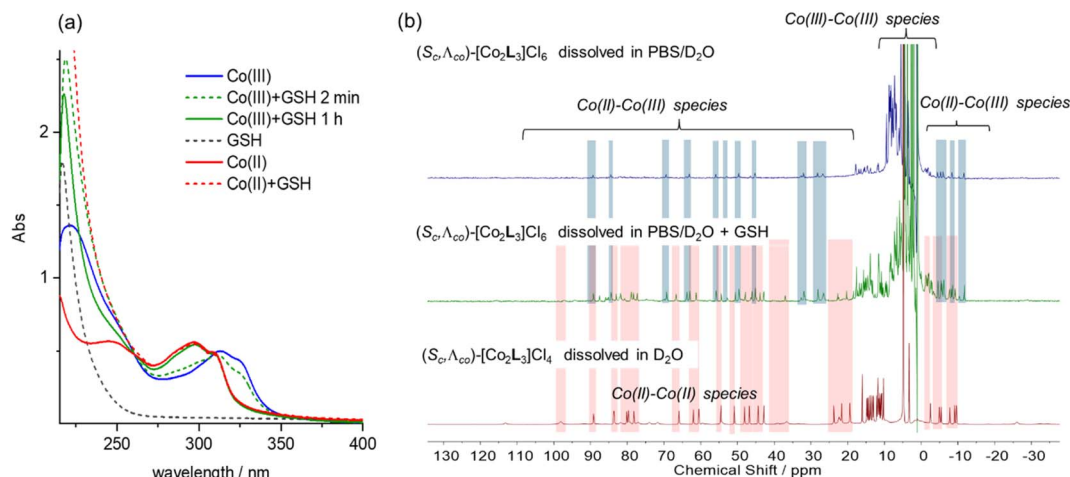 (a)
Co(III)
Co(III)+GSH 2 min
Co(III)+GSH 1 h
GSH
Co(II)
Co(II)+GSH
Abs
2
1
250
300
350
400
wavelength / nm
(b)
Co(III)-Co(III) species
(Sc,Λco)-[Co2L3]Cl6 dissolved in PBS/D2O
Co(II)-Co(III) species
Co(II)-Co(III) species
(Sc,Λco)-[Co2L3]Cl6 dissolved in PBS/D2O + GSH
(Sc,Λco)-[Co2L3]Cl4 dissolved in D2O
Co(II)-Co(II) species
130 120 110 100 90 80 70 60 50 40 30 20 10 0 -10 -20 -30
Chemical Shift / ppm